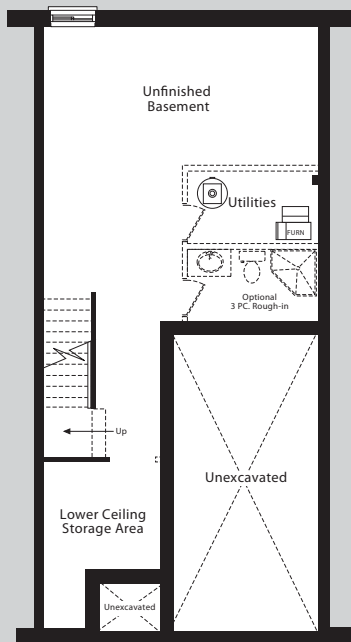 Unfinished
Basement
Utilities
FURN
Optional
3 PC. Rough-in
Up
Unexcavated
Lower Ceiling
Storage Area
Unexcavated